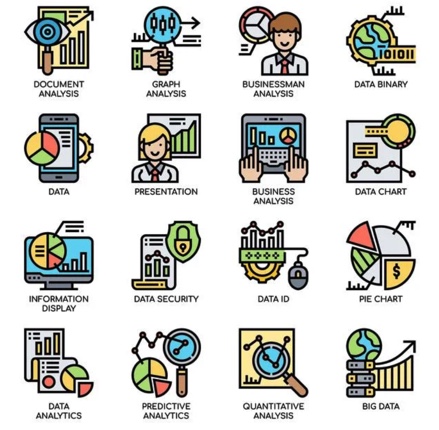 DOCUMENT
ANALYSIS
GRAPH
ANALYSIS
BUSINESSMAN
ANALYSIS
DATA BINARY
DATA
PRESENTATION
BUSINESS
ANALYSIS
DATA CHART
INFORMATION
DISPLAY
DATA SECURITY
DATA ID
PIE CHART
DATA
ANALYTICS
PREDICTIVE
ANALYTICS
QUANTITATIVE
ANALYSIS
BIG DATA